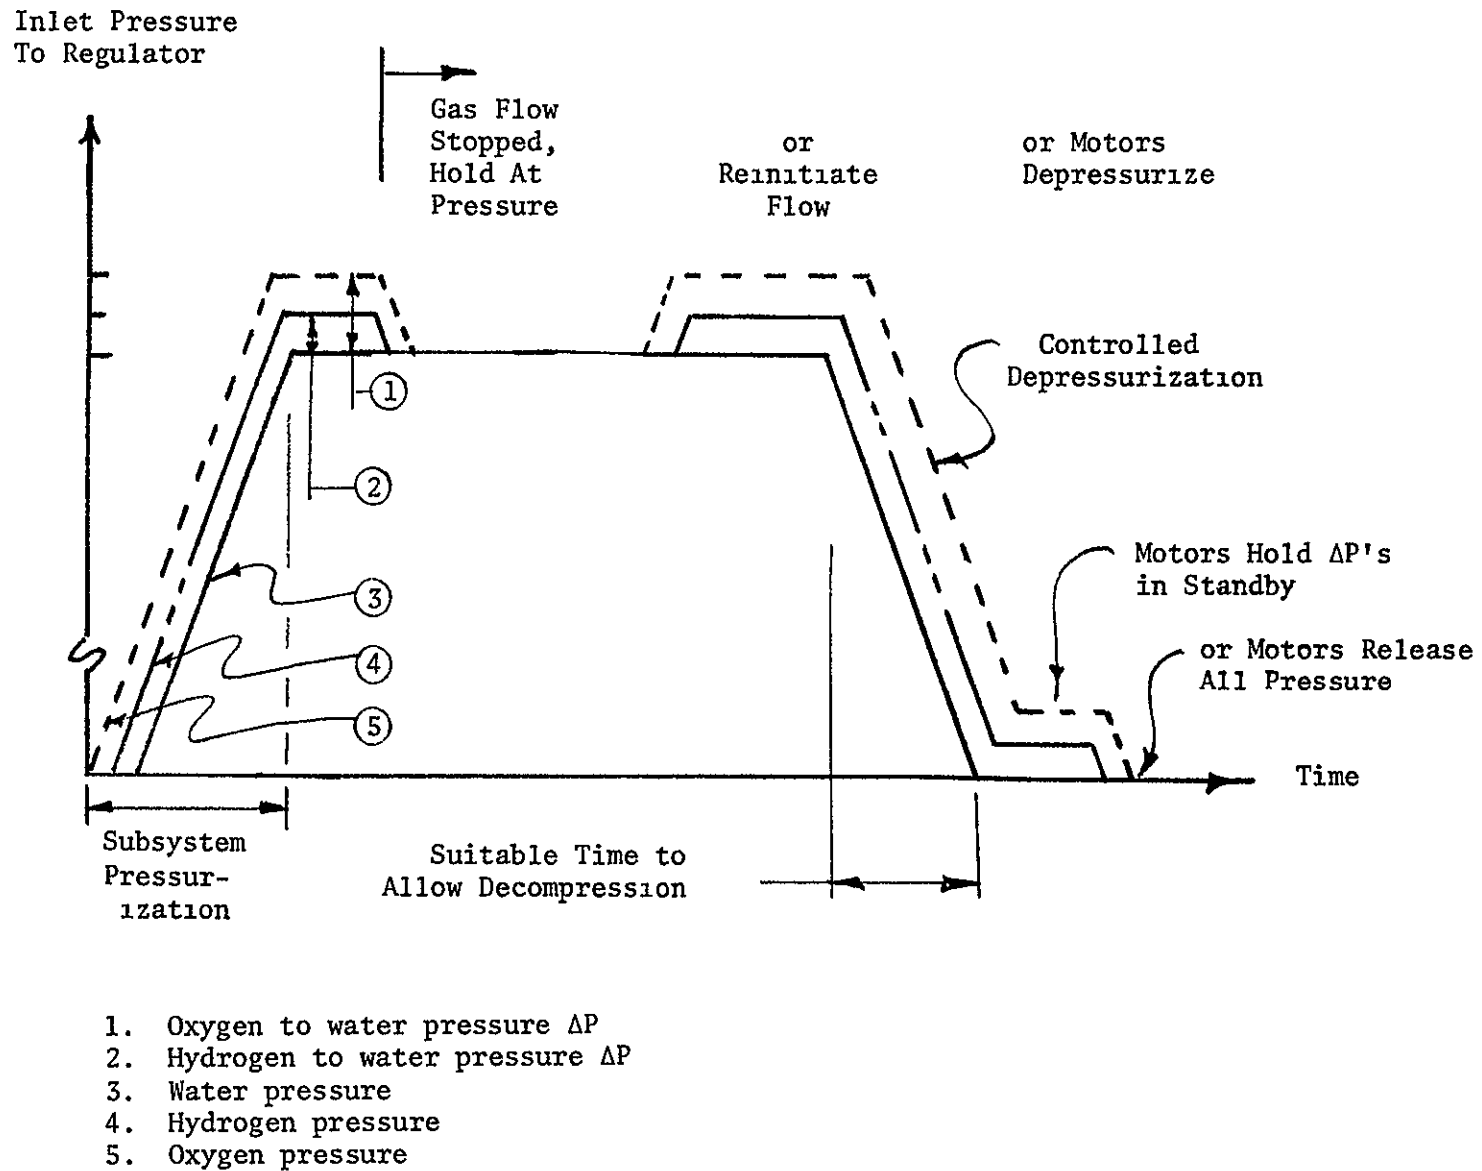 Inlet Pressure
To Regulator
Gas Flow
Stopped,
Hold At
Pressure
or
Reinitiate
Flow
or Motors
Depressurize
Controlled
Depressurization
1
2
3
4
5
Motors Hold ΔP's
in Standby
or Motors Release
All Pressure
Time
Subsystem
Pressur-
ization
Suitable Time to
Allow Decompression
1. Oxygen to water pressure ΔP
2. Hydrogen to water pressure ΔP
3. Water pressure
4. Hydrogen pressure
5. Oxygen pressure